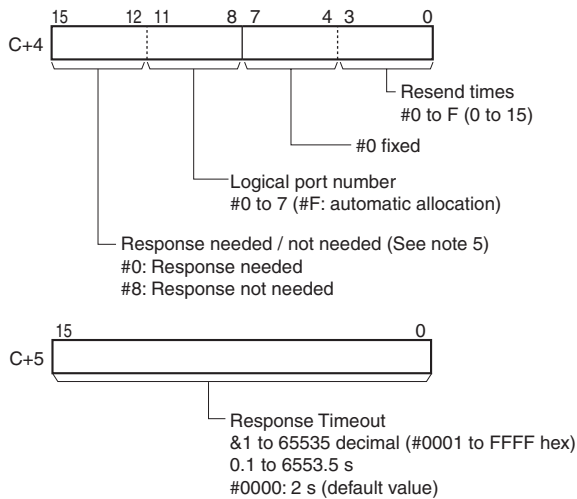 15 12 11 8 7 4 3 0
C+4
Resend times
#0 to F (0 to 15)
#0 fixed
Logical port number
#0 to 7 (#F: automatic allocation)
Response needed / not needed (See note 5)
#0: Response needed
#8: Response not needed
15 0
C+5
Response Timeout
&1 to 65535 decimal (#0001 to FFFF hex)
0.1 to 6553.5 s
#0000: 2 s (default value)